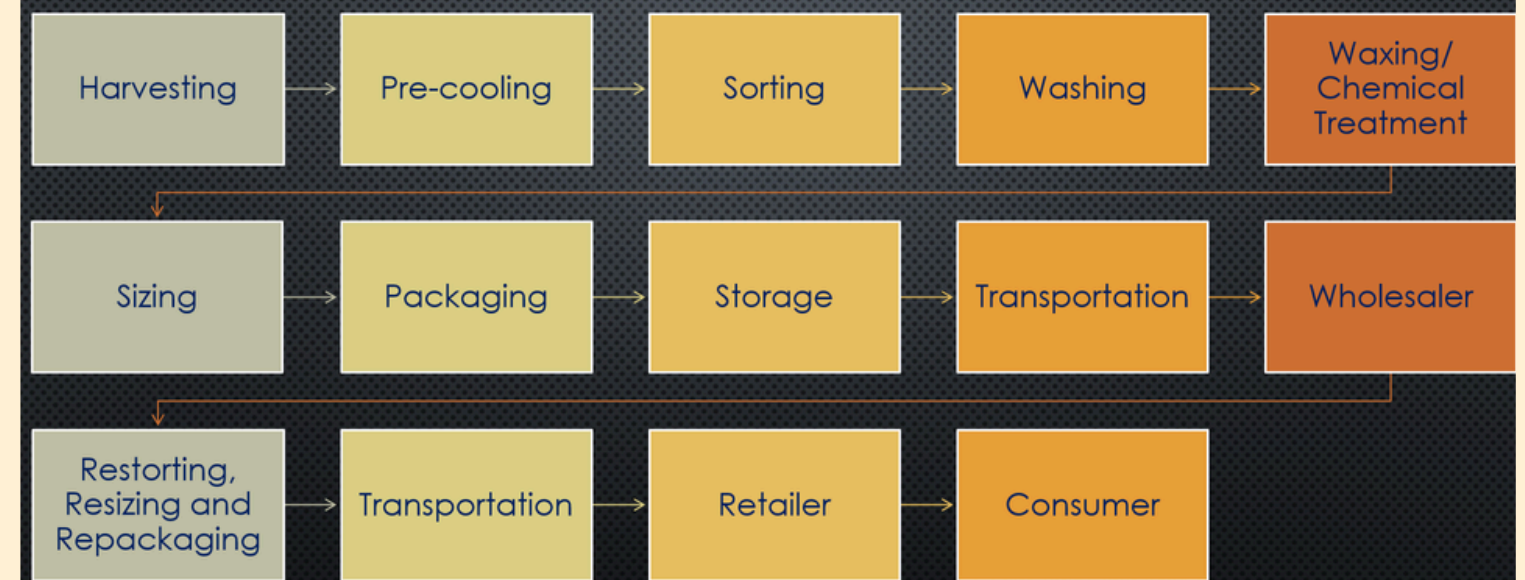 Harvesting
Pre-cooling
Sorting
Washing
Waxing/
Chemical
Treatment
Sizing
Packaging
Storage
Transportation
Wholesaler
Restorting,
Resizing and
Repackaging
Transportation
Retailer
Consumer